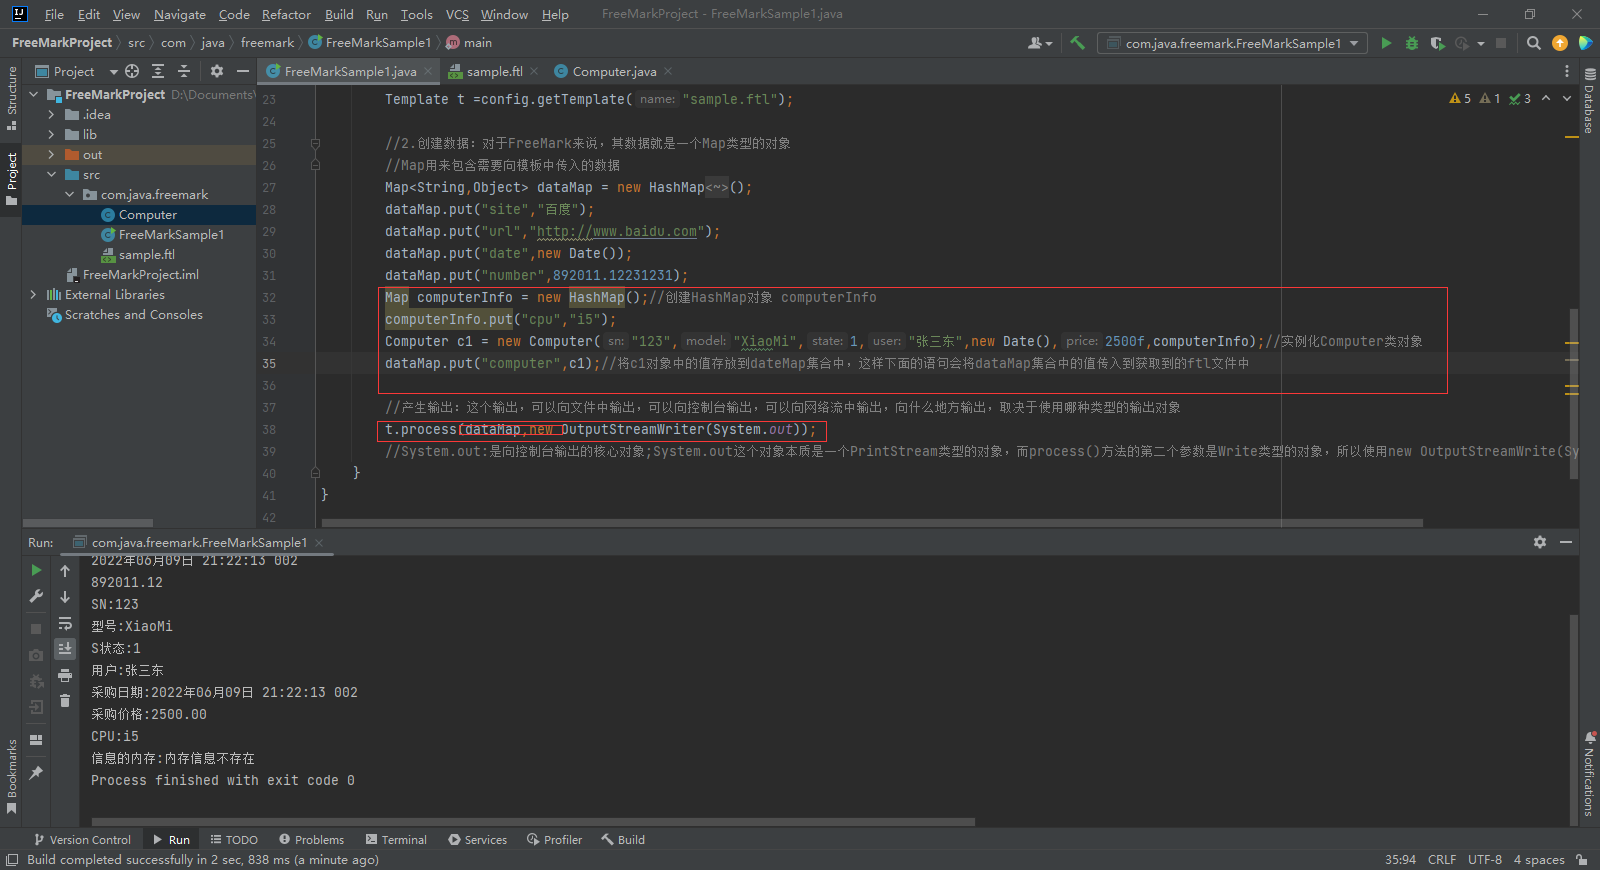 File Edit View Navigate Code Refactor Build Run Tools VCS Window Help FreeMarkProject - FreeMarkSample1.java
FreeMarkProject src com java freemark FreeMarkSample1 main
com.java.freemark.FreeMarkSample1
Structure
Project
Bookmarks
Project
FreeMarkSample1.java
sample.ftl
Computer.java
FreeMarkProject D:\Documents\
.idea
lib
out
src
com.java.freemark
Computer
FreeMarkSample1
sample.ftl
FreeMarkProject.iml
External Libraries
Scratches and Consoles
5 1 3
23 Template t =config.getTemplate( name: "sample.ftl");
24
25 //2.创建数据：对于FreeMark来说，其数据就是一个Map类型的对象
26 //Map用来包含需要向模板中传入的数据
27 Map<String,Object> dataMap = new HashMap<~>();
28 dataMap.put("site","百度");
29 dataMap.put("url","http://www.baidu.com");
30 dataMap.put("date",new Date());
31 dataMap.put("number",892011.12231231);
32 Map computerInfo = new HashMap();//创建HashMap对象 computerInfo
33 computerInfo.put("cpu","i5");
34 Computer c1 = new Computer( sn: "123", model: "XiaoMi", state: 1, user: "张三东",new Date(), price: 2500f,computerInfo);//实例化Computer类对象
35 dataMap.put("computer",c1);//将c1对象中的值存放到dateMap集合中，这样下面的语句会将dataMap集合中的值传入到获取到的ftl文件中
36
37 //产生输出：这个输出，可以向文件中输出，可以向控制台输出，可以向网络流中输出，向什么地方输出，取决于使用哪种类型的输出对象
38 t.process(dataMap,new OutputStreamWriter(System.out));
39 //System.out:是向控制台输出的核心对象;System.out这个对象本质是一个PrintStream类型的对象，而process()方法的第二个参数是Write类型的对象，所以使用new OutputStreamWrite(Sy
40 }
41 }
42
Database
Notifications
Run: com.java.freemark.FreeMarkSample1
2022年06月09日 21:22:13 002
892011.12
SN:123
型号:XiaoMi
S状态:1
用户:张三东
采购日期:2022年06月09日 21:22:13 002
采购价格:2500.00
CPU:i5
信息的内存:内存信息不存在
Process finished with exit code 0
Version Control Run TODO Problems Terminal Services Profiler Build
Build completed successfully in 2 sec, 838 ms (a minute ago) 35:94 CRLF UTF-8 4 spaces